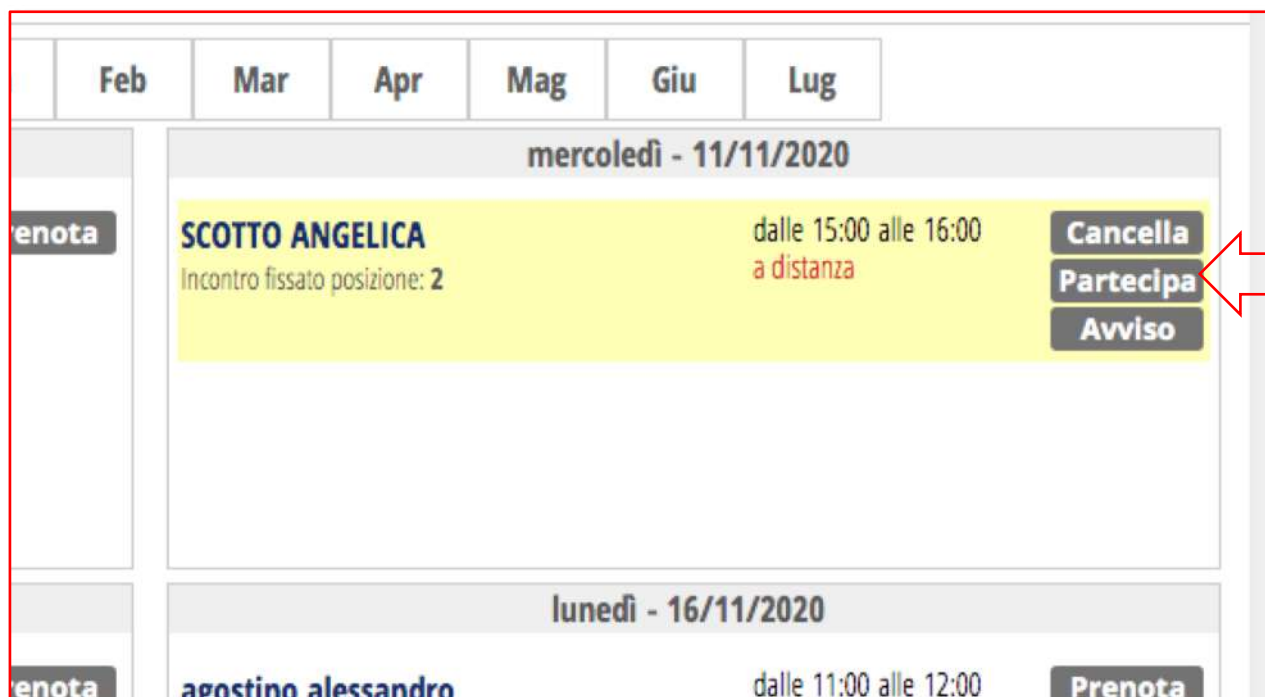 Feb Mar Apr Mag Giu Lug
mercoledì - 11/11/2020
enota
SCOTTO ANGELICA dalle 15:00 alle 16:00 Cancella
Incontro fissato posizione: 2 a distanza Partecipa
Avviso
lunedì - 16/11/2020
enota agostino alessandro dalle 11:00 alle 12:00 Prenota